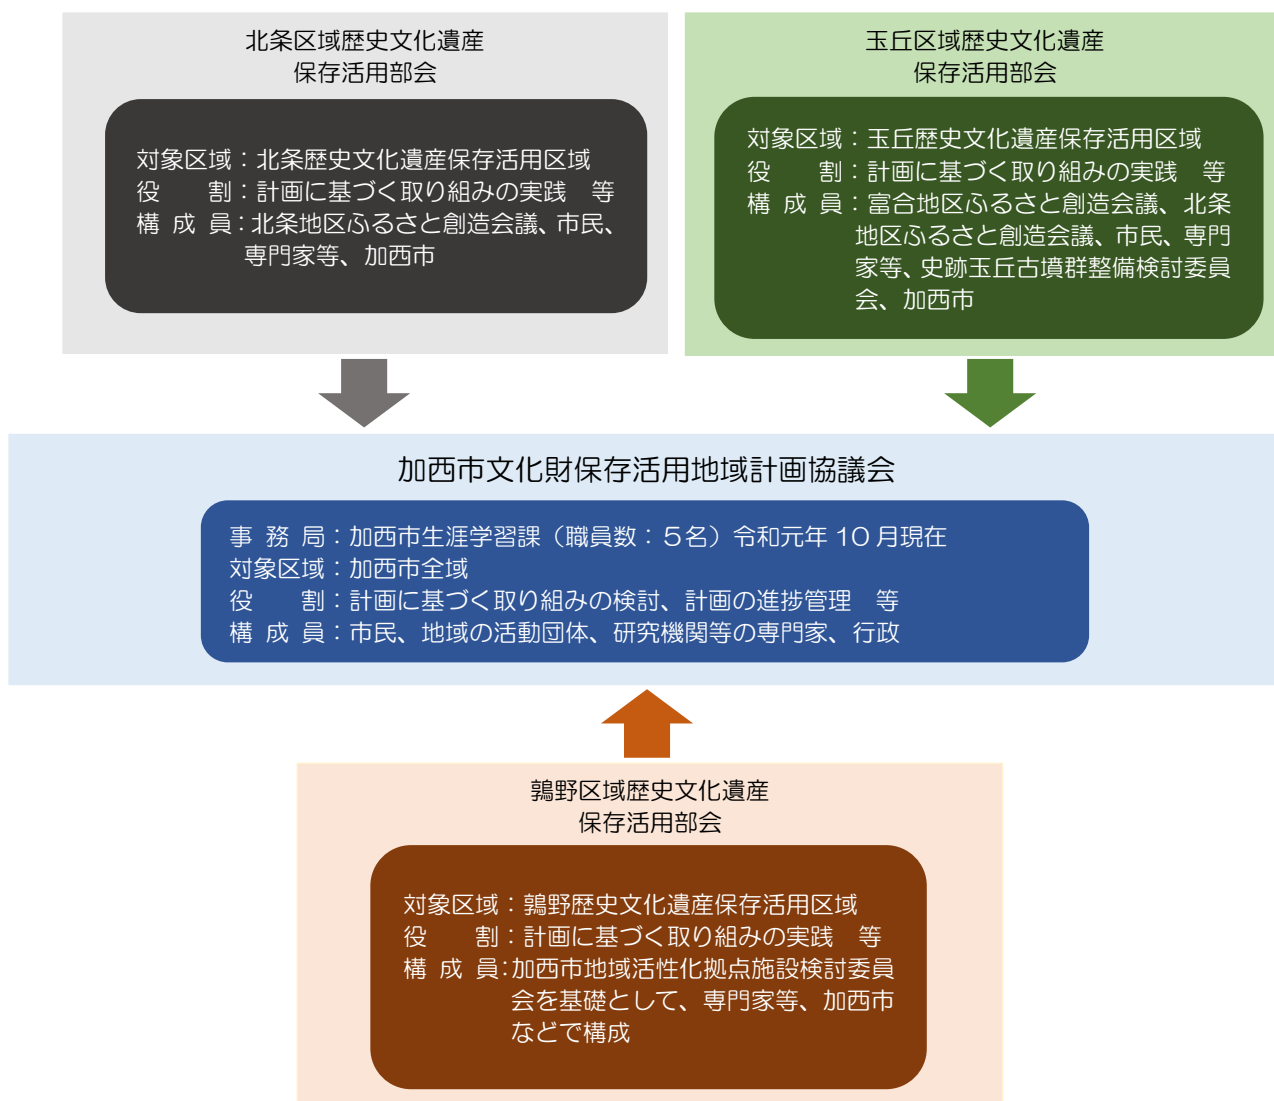 北条区域歴史文化遺産
保存活用部会
対象区域：北条歴史文化遺産保存活用区域
役　　割：計画に基づく取り組みの実践　等
構 成 員：北条地区ふるさと創造会議、市民、
専門家等、加西市
玉丘区域歴史文化遺産
保存活用部会
対象区域：玉丘歴史文化遺産保存活用区域
役　　割：計画に基づく取り組みの実践　等
構 成 員：富合地区ふるさと創造会議、北条
地区ふるさと創造会議、市民、専門
家等、史跡玉丘古墳群整備検討委員
会、加西市
加西市文化財保存活用地域計画協議会
事 務 局：加西市生涯学習課（職員数：５名）令和元年 10 月現在
対象区域：加西市全域
役　　割：計画に基づく取り組みの検討、計画の進捗管理　等
構 成 員：市民、地域の活動団体、研究機関等の専門家、行政
鶉野区域歴史文化遺産
保存活用部会
対象区域：鶉野歴史文化遺産保存活用区域
役　　割：計画に基づく取り組みの実践　等
構 成 員：加西市地域活性化拠点施設検討委員
会を基礎として、専門家等、加西市
などで構成